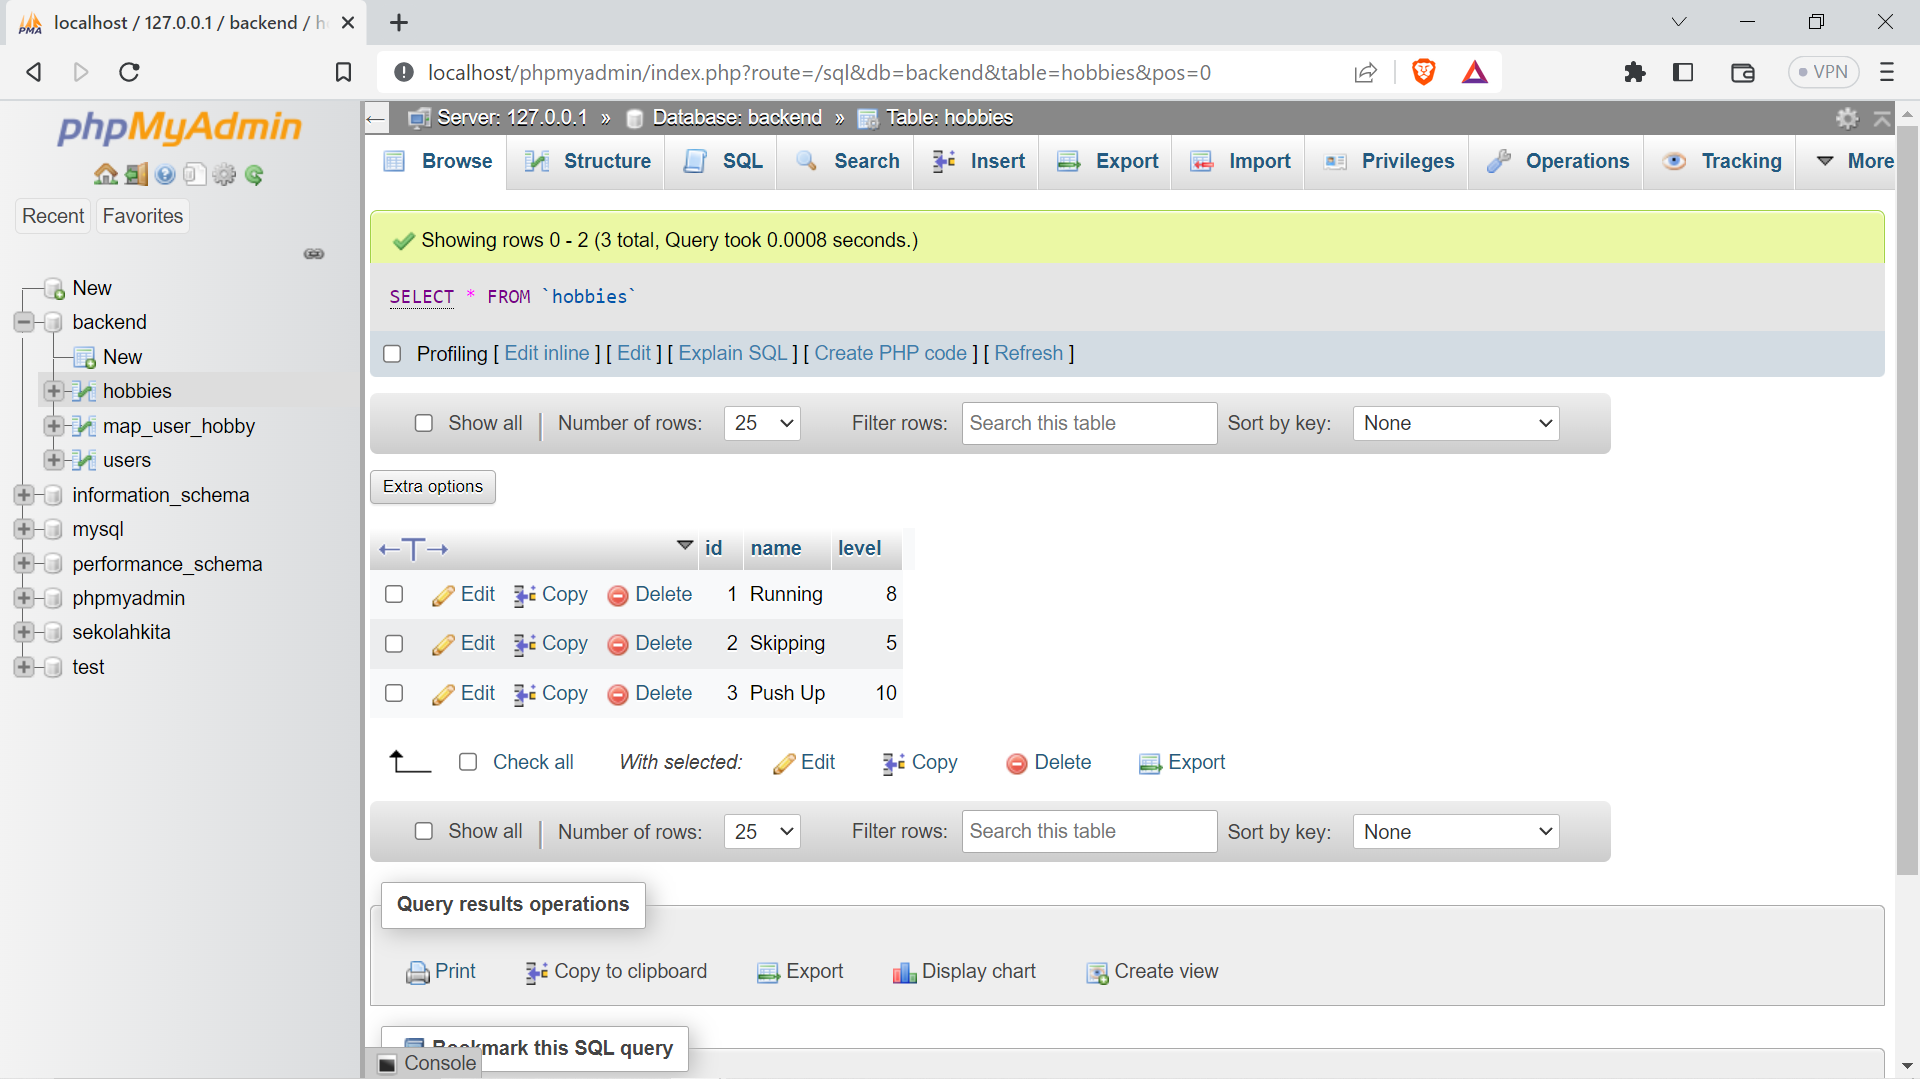 localhost / 127.0.0.1 / backend /
localhost/phpmyadmin/index.php?route=/sql&db=backend&table=hobbies&pos=0
VPN
phpMyAdmin
Recent Favorites
New
backend
New
hobbies
map_user_hobby
users
information_schema
mysql
performance_schema
phpmyadmin
sekolahkita
test
Server: 127.0.0.1 » Database: backend » Table: hobbies
Browse Structure SQL Search Insert Export Import Privileges Operations Tracking More
Showing rows 0 - 2 (3 total, Query took 0.0008 seconds.)
SELECT * FROM `hobbies`
Profiling [ Edit inline ] [ Edit ] [ Explain SQL ] [ Create PHP code ] [ Refresh ]
Show all Number of rows: 25 Filter rows: Search this table Sort by key: None
Extra options
←T→ id name level
Edit Copy Delete 1 Running 8
Edit Copy Delete 2 Skipping 5
Edit Copy Delete 3 Push Up 10
Check all With selected: Edit Copy Delete Export
Show all Number of rows: 25 Filter rows: Search this table Sort by key: None
Query results operations
Print Copy to clipboard Export Display chart Create view
Bookmark this SQL query
Console